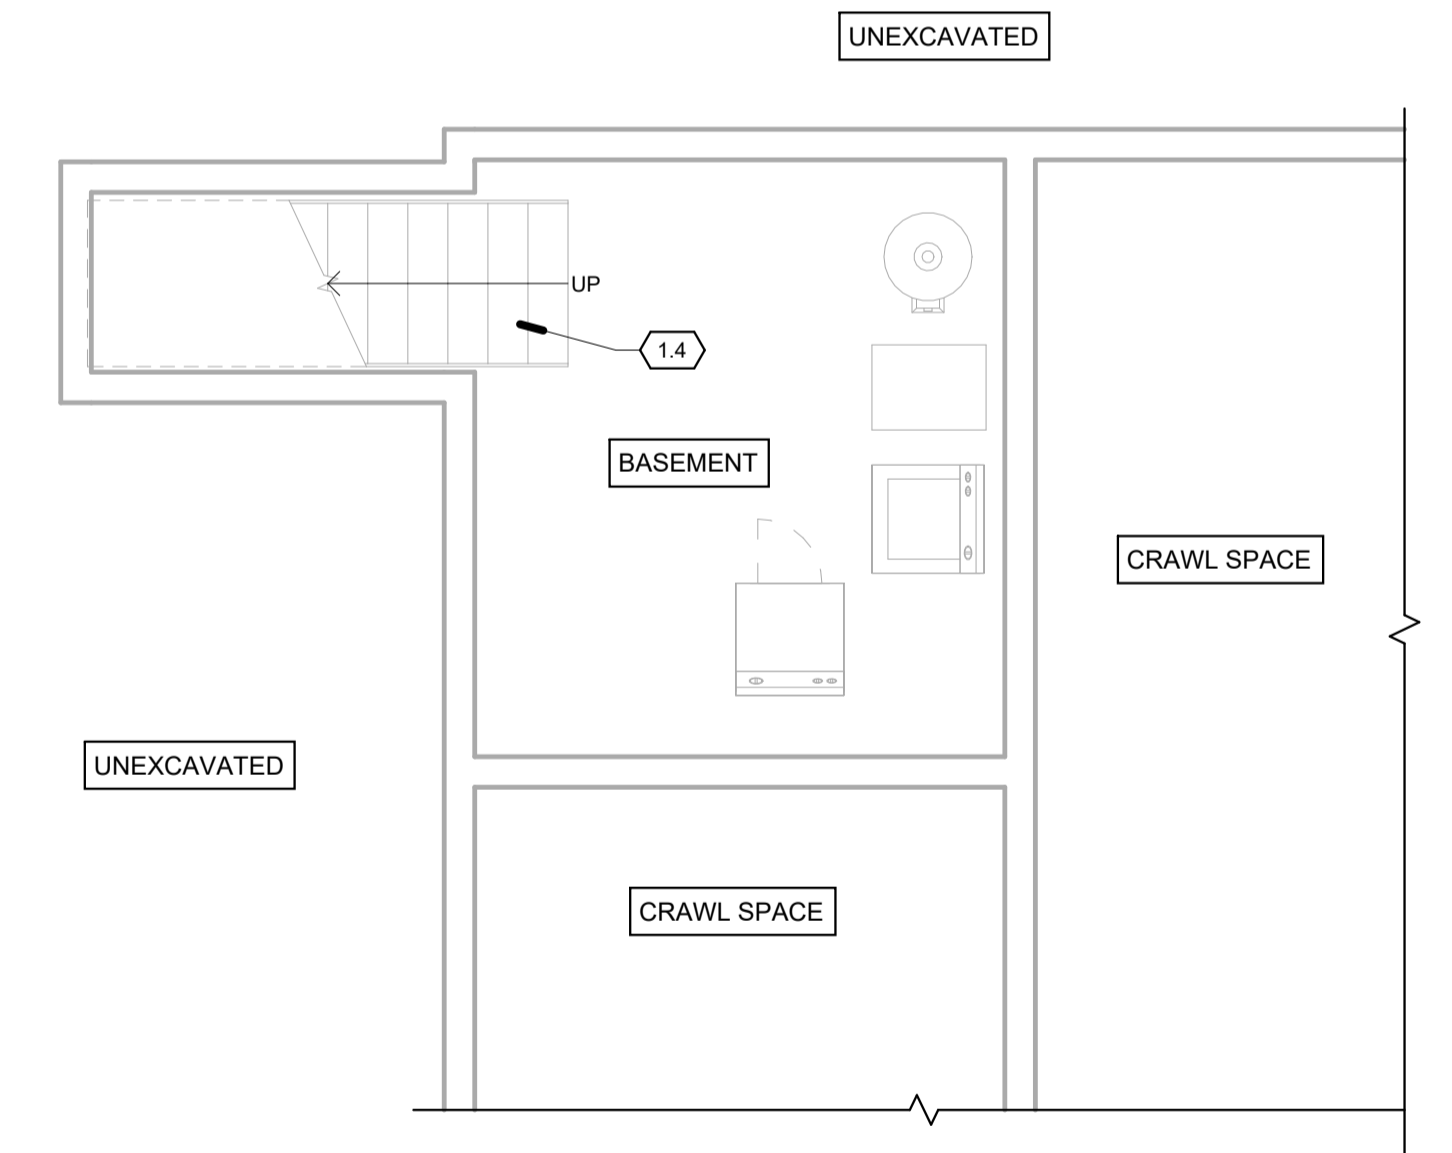 UNEXCAVATED
UP
1.4
BASEMENT
CRAWL SPACE
UNEXCAVATED
CRAWL SPACE